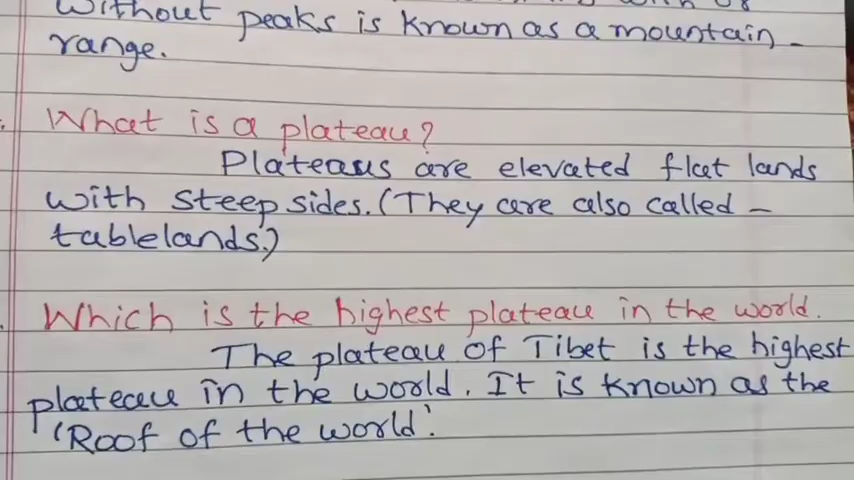 without peaks is known as a mountain -
range.
What is a plateau?
Plateaus are elevated flat lands
with steep sides. (They are also called -
tablelands.)
Which is the highest plateau in the world.
The plateau of Tibet is the highest
plateau in the world. It is known as the
'Roof of the world'.